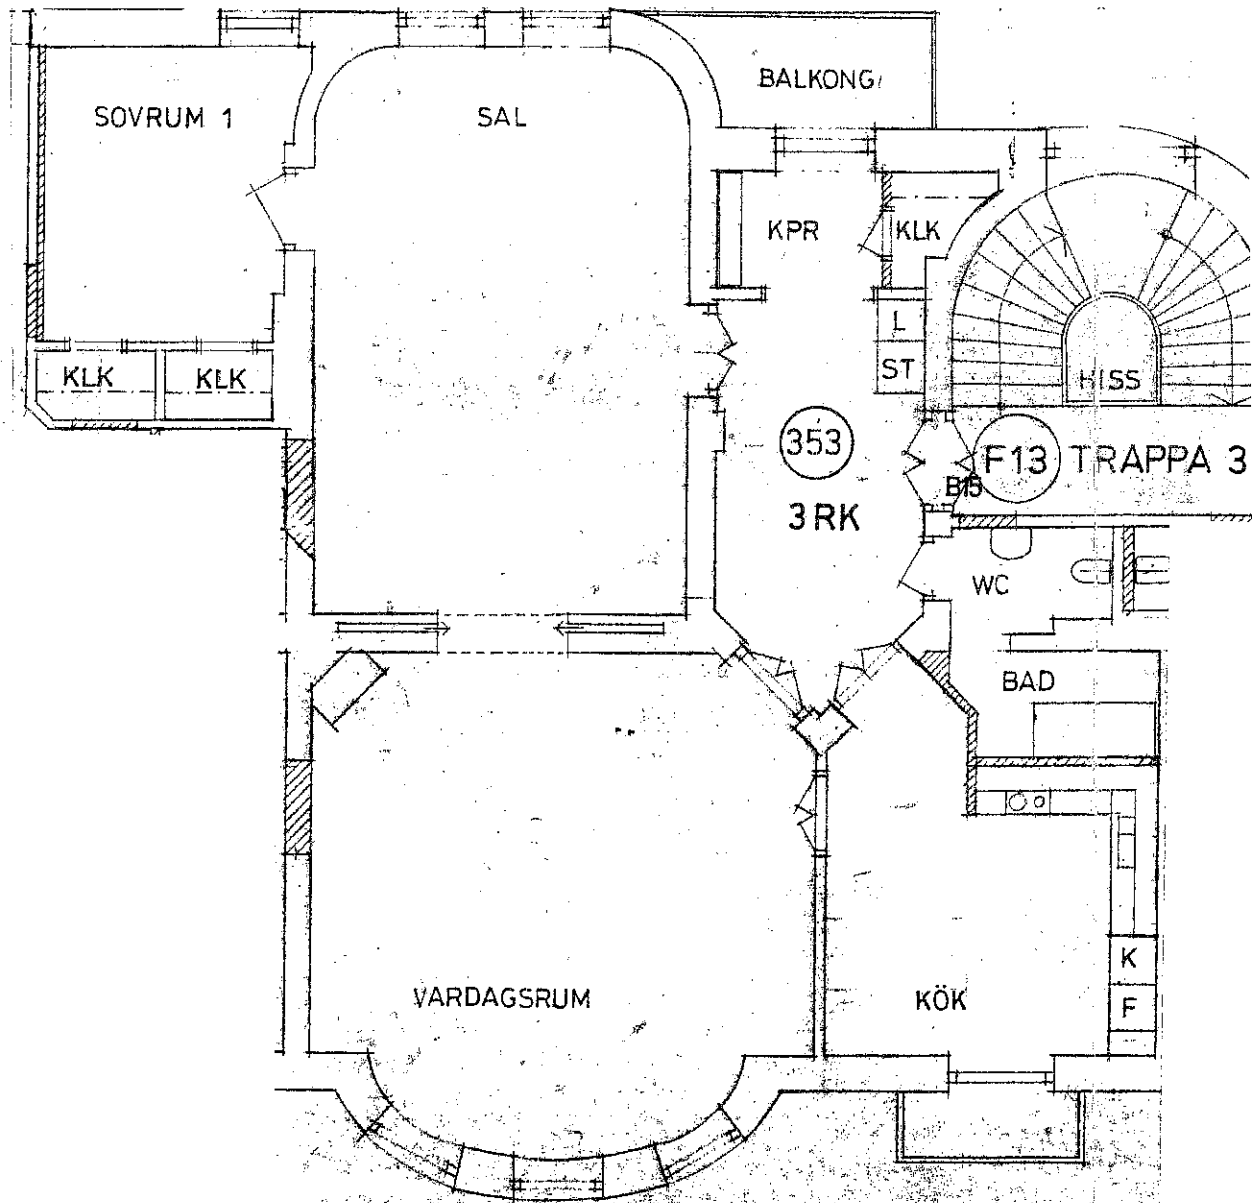 BALKONG
SOVRUM 1
SAL
KPR
KLK
L
ST
KLK
KLK
HISS
353
F13 TRAPPA 3
B15
3 RK
WC
BAD
K
F
VARDAGSRUM
KÖK